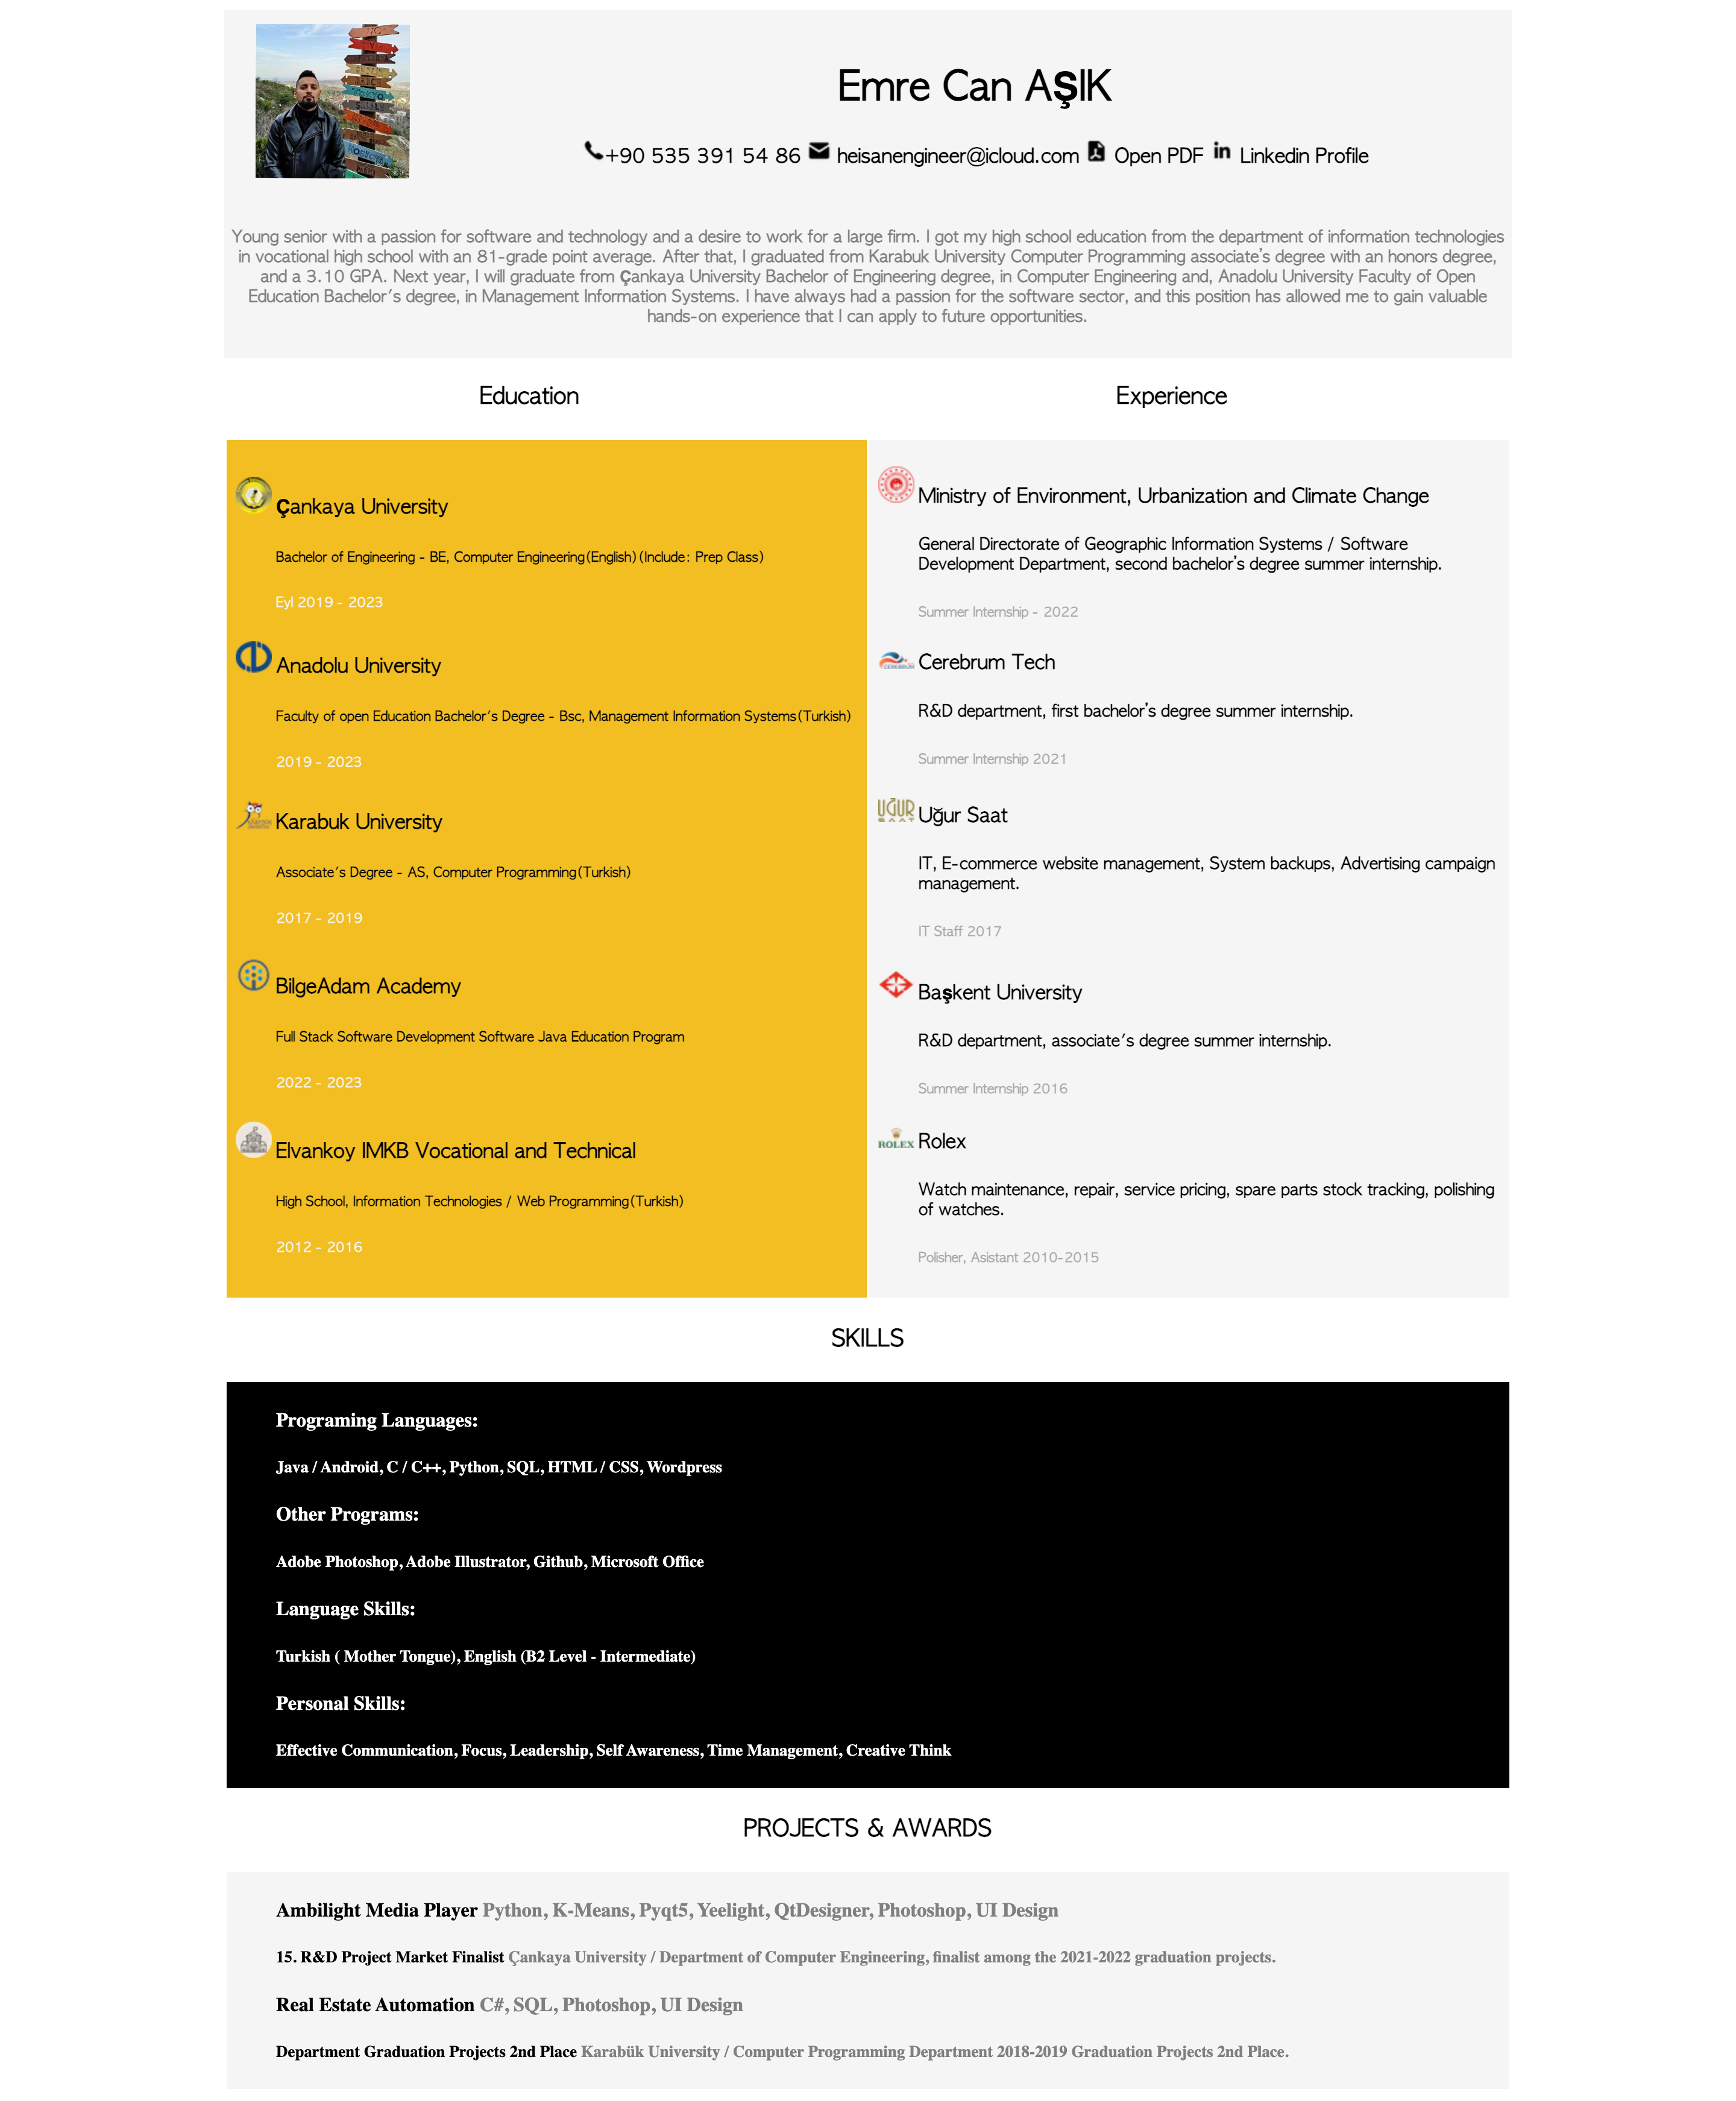 Emre Can AŞIK
+90 535 391 54 86 heisanengineer@icloud.com Open PDF Linkedin Profile
Young senior with a passion for software and technology and a desire to work for a large firm. I got my high school education from the department of information technologies
in vocational high school with an 81-grade point average. After that, I graduated from Karabuk University Computer Programming associate's degree with an honors degree,
and a 3.10 GPA. Next year, I will graduate from Çankaya University Bachelor of Engineering degree, in Computer Engineering and, Anadolu University Faculty of Open
Education Bachelor's degree, in Management Information Systems. I have always had a passion for the software sector, and this position has allowed me to gain valuable
hands-on experience that I can apply to future opportunities.
Education
Çankaya University
Bachelor of Engineering - BE, Computer Engineering(English)(Include: Prep Class)
Eyl 2019 - 2023
Anadolu University
Faculty of open Education Bachelor's Degree - Bsc, Management Information Systems(Turkish)
2019 - 2023
Karabuk University
Associate's Degree - AS, Computer Programming(Turkish)
2017 - 2019
BilgeAdam Academy
Full Stack Software Development Software Java Education Program
2022 - 2023
Elvankoy IMKB Vocational and Technical
High School, Information Technologies / Web Programming(Turkish)
2012 - 2016
Experience
Ministry of Environment, Urbanization and Climate Change
General Directorate of Geographic Information Systems / Software
Development Department, second bachelor's degree summer internship.
Summer Internship - 2022
CEREBRUM
Cerebrum Tech
R&D department, first bachelor's degree summer internship.
Summer Internship 2021
UĞUR
SAAT
Uğur Saat
IT, E-commerce website management, System backups, Advertising campaign
management.
IT Staff 2017
Başkent University
R&D department, associate's degree summer internship.
Summer Internship 2016
ROLEX
Rolex
Watch maintenance, repair, service pricing, spare parts stock tracking, polishing
of watches.
Polisher, Asistant 2010-2015
SKILLS
Programing Languages:
Java / Android, C / C++, Python, SQL, HTML / CSS, Wordpress
Other Programs:
Adobe Photoshop, Adobe Illustrator, Github, Microsoft Office
Language Skills:
Turkish ( Mother Tongue), English (B2 Level - Intermediate)
Personal Skills:
Effective Communication, Focus, Leadership, Self Awareness, Time Management, Creative Think
PROJECTS & AWARDS
Ambilight Media Player Python, K-Means, Pyqt5, Yeelight, QtDesigner, Photoshop, UI Design
15. R&D Project Market Finalist Çankaya University / Department of Computer Engineering, finalist among the 2021-2022 graduation projects.
Real Estate Automation C#, SQL, Photoshop, UI Design
Department Graduation Projects 2nd Place Karabük University / Computer Programming Department 2018-2019 Graduation Projects 2nd Place.